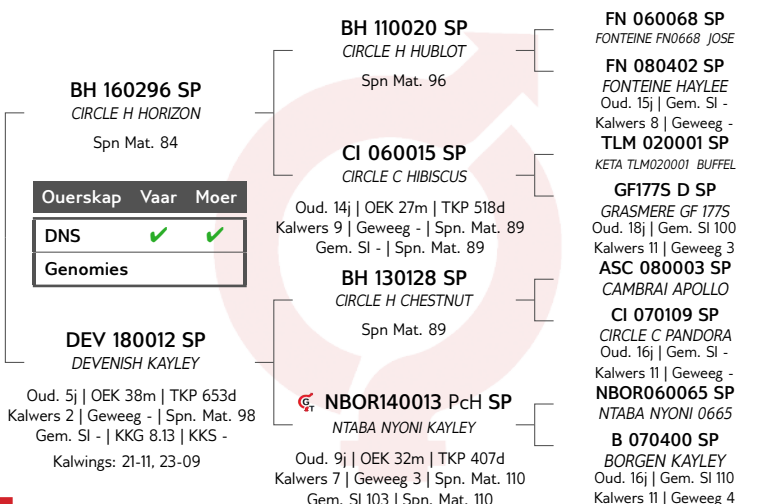 BH 160296 SP
CIRCLE H HORIZON
Spn Mat. 84
Ouerskap Vaar Moer
DNS ✔ ✔
Genomies
DEV 180012 SP
DEVENISH KAYLEY
Oud. 5j | OEK 38m | TKP 653d
Kalwers 2 | Geweeg - | Spn. Mat. 98
Gem. SI - | KKG 8.13 | KKS -
Kalwings: 21-11, 23-09
BH 110020 SP
CIRCLE H HUBLOT
Spn Mat. 96
CI 060015 SP
CIRCLE C HIBISCUS
Oud. 14j | OEK 27m | TKP 518d
Kalwers 9 | Geweeg - | Spn. Mat. 89
Gem. SI - | Spn. Mat. 89
BH 130128 SP
CIRCLE H CHESTNUT
Spn Mat. 89
GT NBOR140013 PcH SP
NTABA NYONI KAYLEY
Oud. 9j | OEK 32m | TKP 407d
Kalwers 7 | Geweeg 3 | Spn. Mat. 110
Gem. SI 103 | Spn. Mat. 110
FN 060068 SP
FONTEINE FN0668 JOSE
FN 080402 SP
FONTEINE HAYLEE
Oud. 15j | Gem. SI -
Kalwers 8 | Geweeg -
TLM 020001 SP
KETA TLM020001 BUFFEL
GF177S D SP
GRASMERE GF 177S
Oud. 18j | Gem. SI 100
Kalwers 11 | Geweeg 3
ASC 080003 SP
CAMBRAI APOLLO
CI 070109 SP
CIRCLE C PANDORA
Oud. 16j | Gem. SI -
Kalwers 11 | Geweeg -
NBOR060065 SP
NTABA NYONI 0665
B 070400 SP
BORGEN KAYLEY
Oud. 16j | Gem. SI 110
Kalwers 11 | Geweeg 4